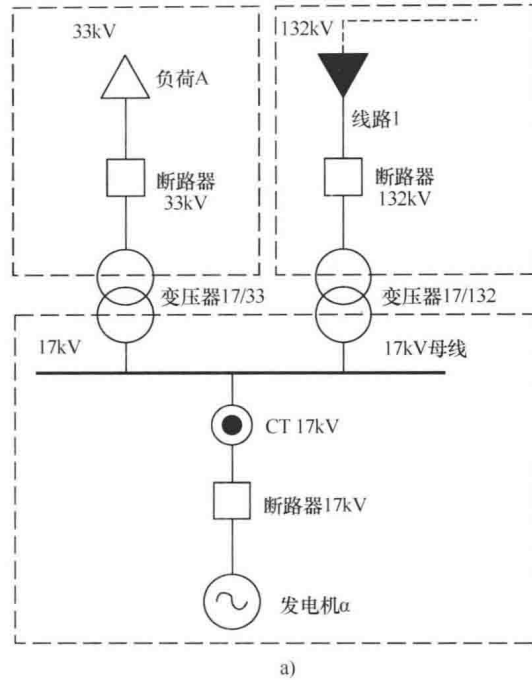 33kV
负荷A
断路器
33kV
变压器17/33
132kV
线路1
断路器
132kV
变压器17/132
17kV
17kV母线
CT 17kV
断路器17kV
发电机α
a)